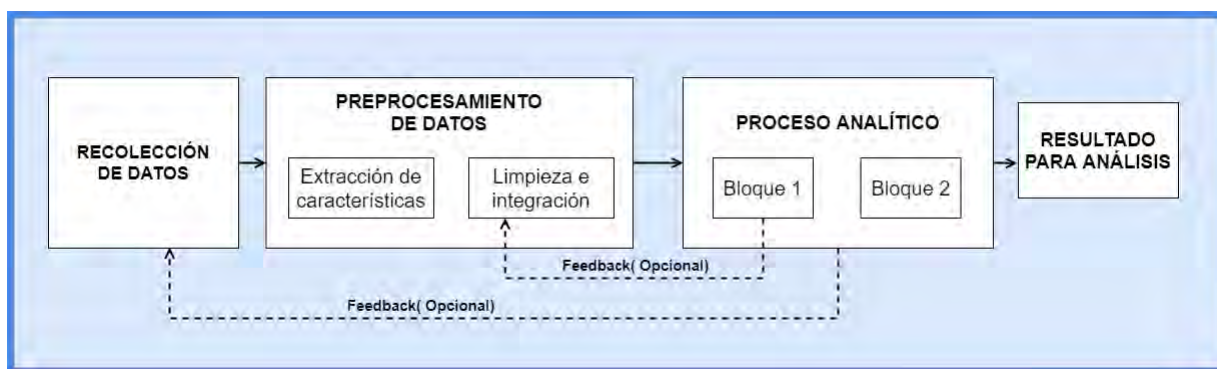 RECOLECCIÓN
DE DATOS
PREPROCESAMIENTO
DE DATOS
Extracción de
características
Limpieza e
integración
PROCESO ANALÍTICO
Bloque 1
Bloque 2
RESULTADO
PARA ANÁLISIS
Feedback( Opcional)
Feedback( Opcional)